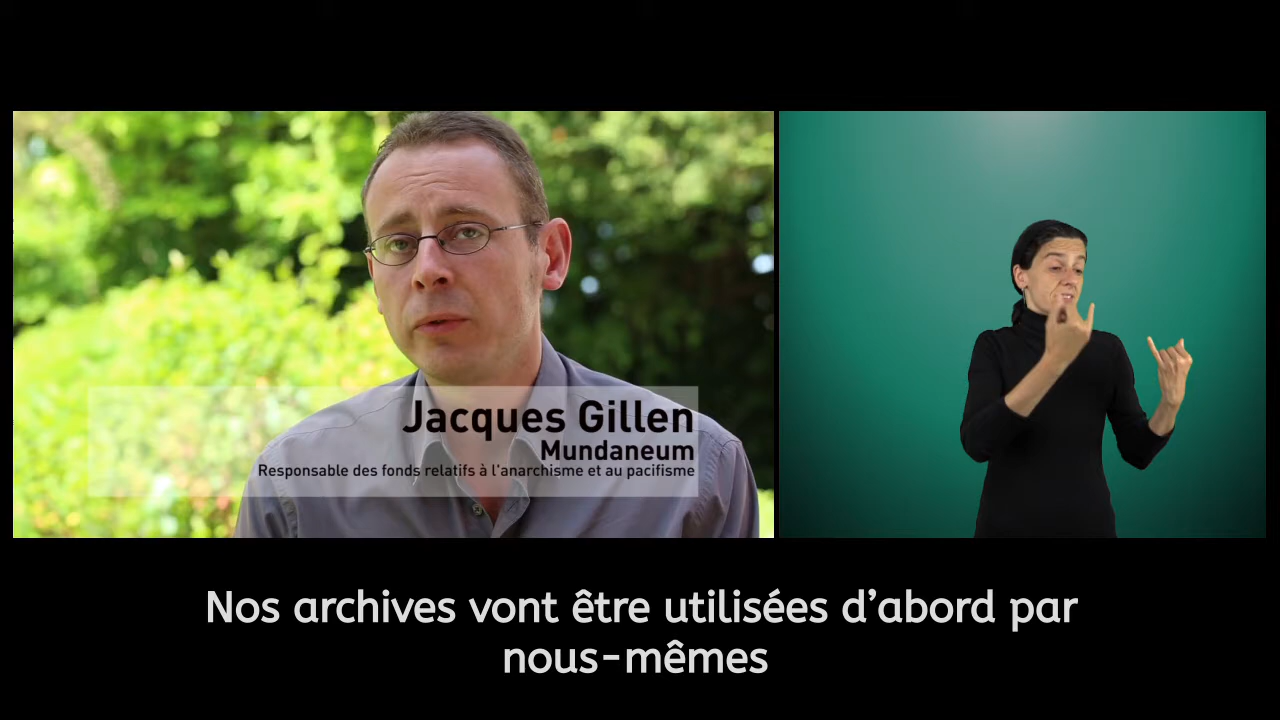 Jacques Gillen
Mundaneum
Responsable des fonds relatifs à l'anarchisme et au pacifisme
Nos archives vont être utilisées d’abord par
nous-mêmes